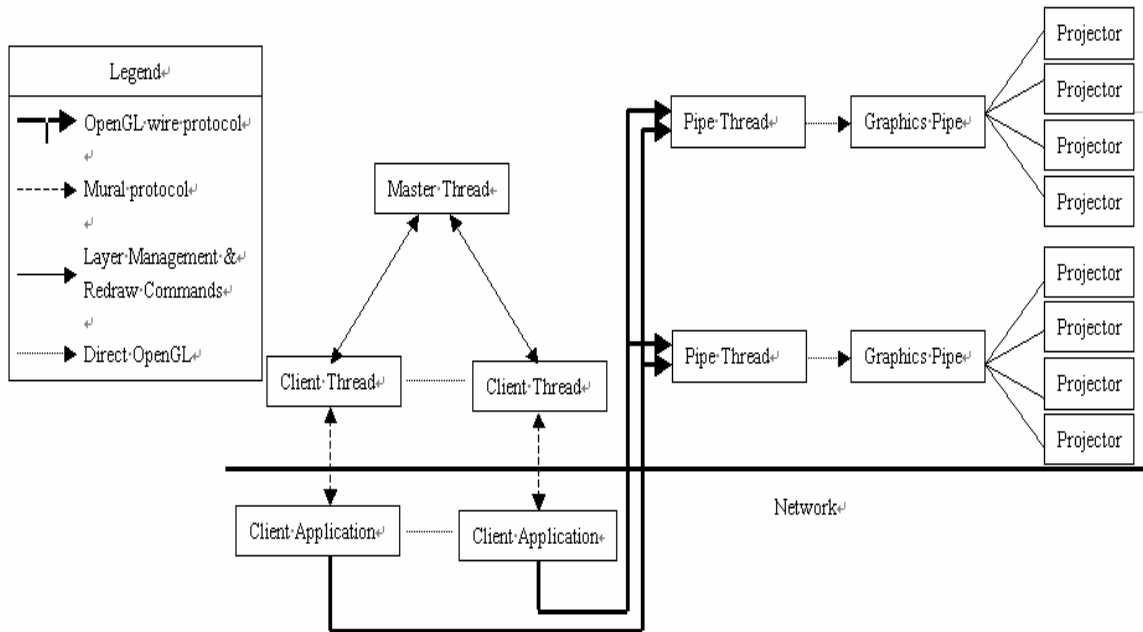 Legend
OpenGL wire protocol
Mural protocol
Layer Management &
Redraw Commands
Direct OpenGL
Master Thread
Client Thread
Client Thread
Client Application
Client Application
Pipe Thread
Graphics Pipe
Projector
Projector
Projector
Projector
Pipe Thread
Graphics Pipe
Projector
Projector
Projector
Projector
Network